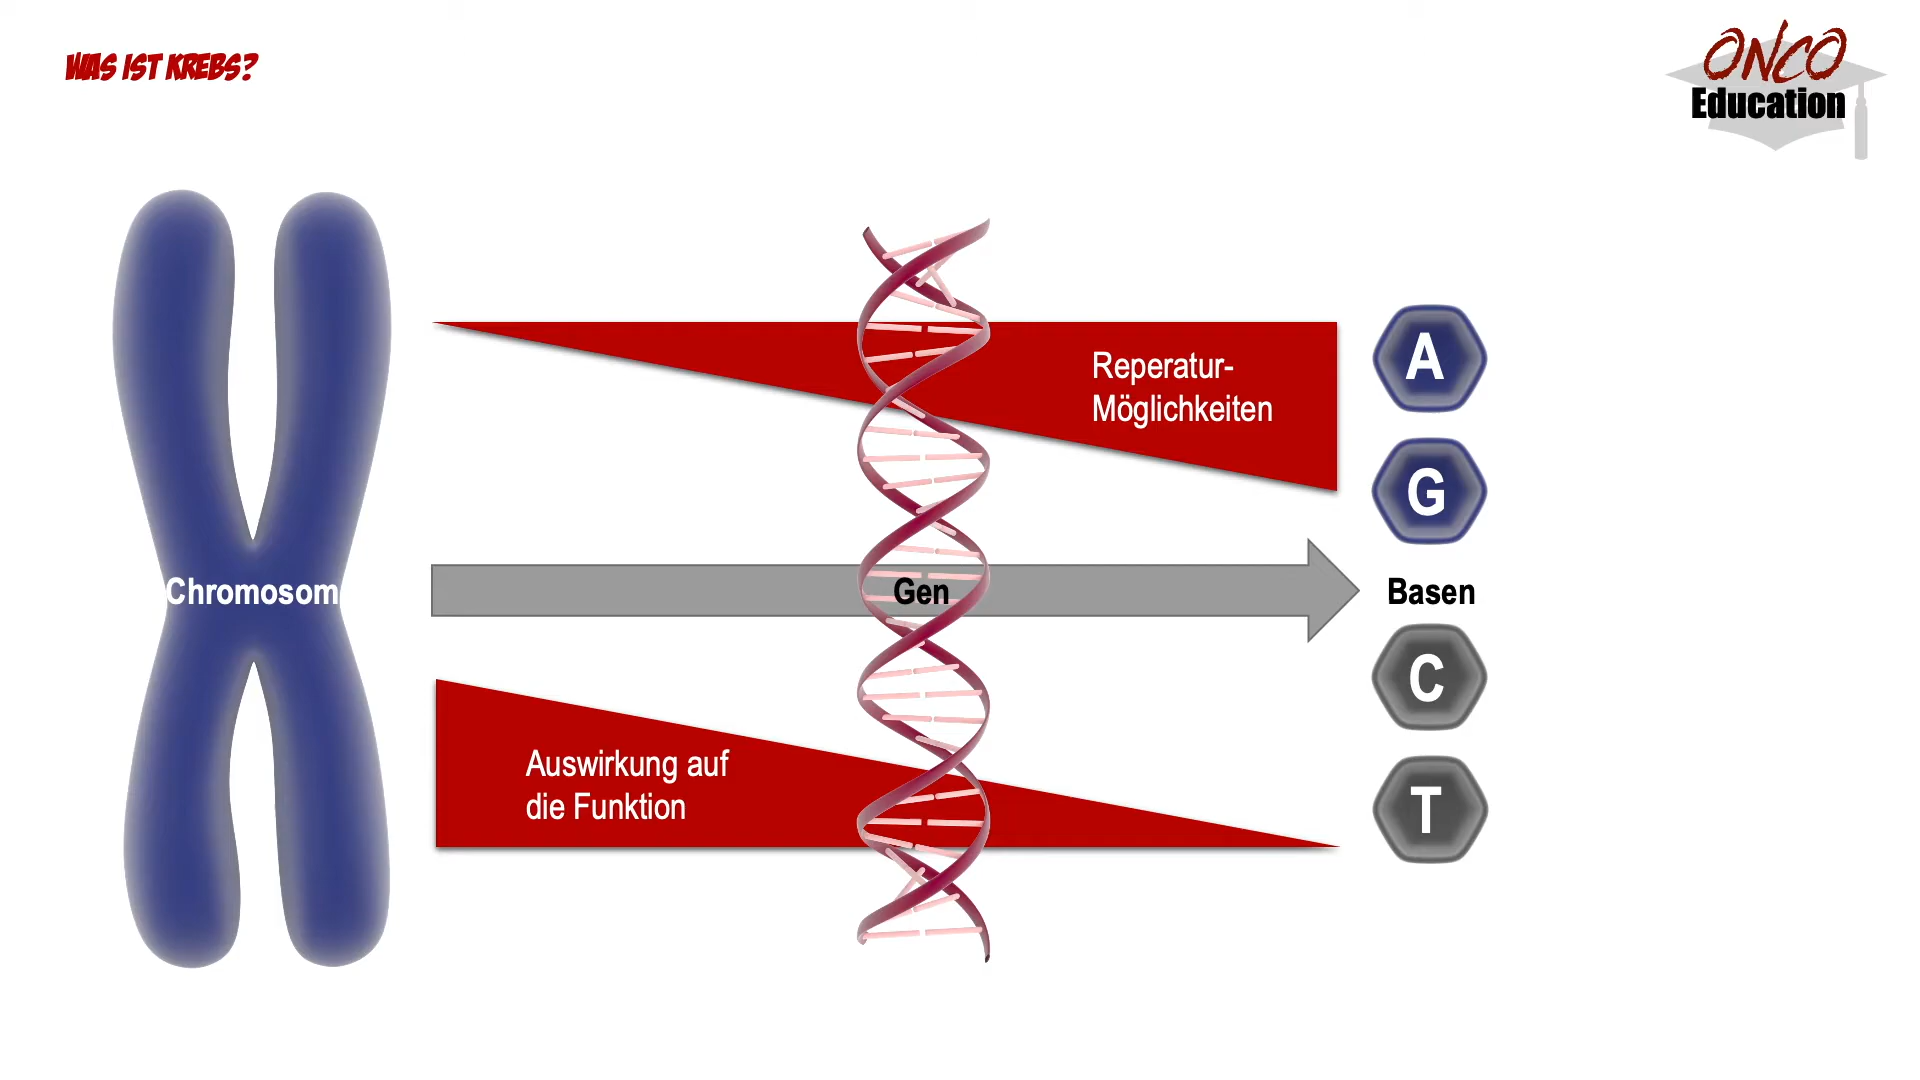 WAS IST KREBS?
ONCO
Education
Reperatur-
Möglichkeiten
A
G
Chromosom
Gen
Basen
C
T
Auswirkung auf
die Funktion